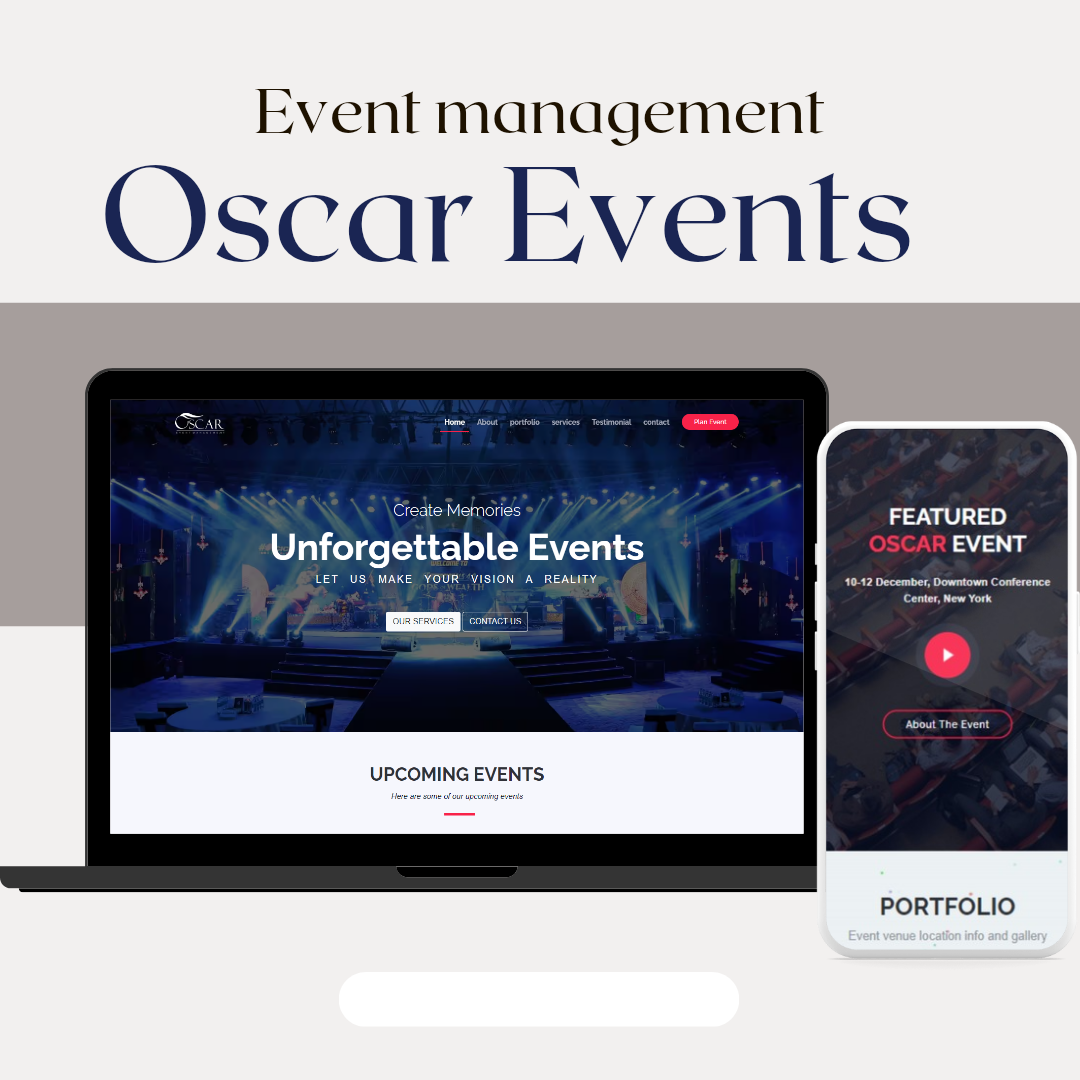 Event management
Oscar Events
OSCAR
Home About portfolio services Testimonial contact Plan Event
Create Memories
Unforgettable Events
LET US MAKE YOUR VISION A REALITY
OUR SERVICES CONTACT US
UPCOMING EVENTS
Here are some of our upcoming events
FEATURED
OSCAR EVENT
10-12 December, Downtown Conference
Center, New York
About The Event
PORTFOLIO
Event venue location info and gallery